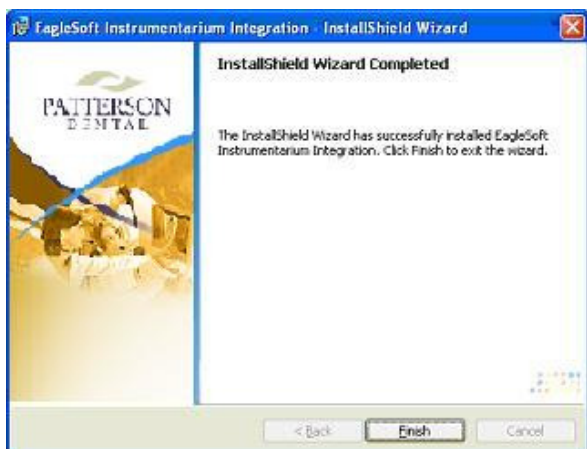 EagleSoft Instrumentarium Integration - InstallShield Wizard
InstallShield Wizard Completed
PATTERSON
DENTAL
The InstallShield Wizard has successfully installed EagleSoft
Instrumentarium Integration. Click Finish to exit the wizard.
< Back
Finish
Cancel